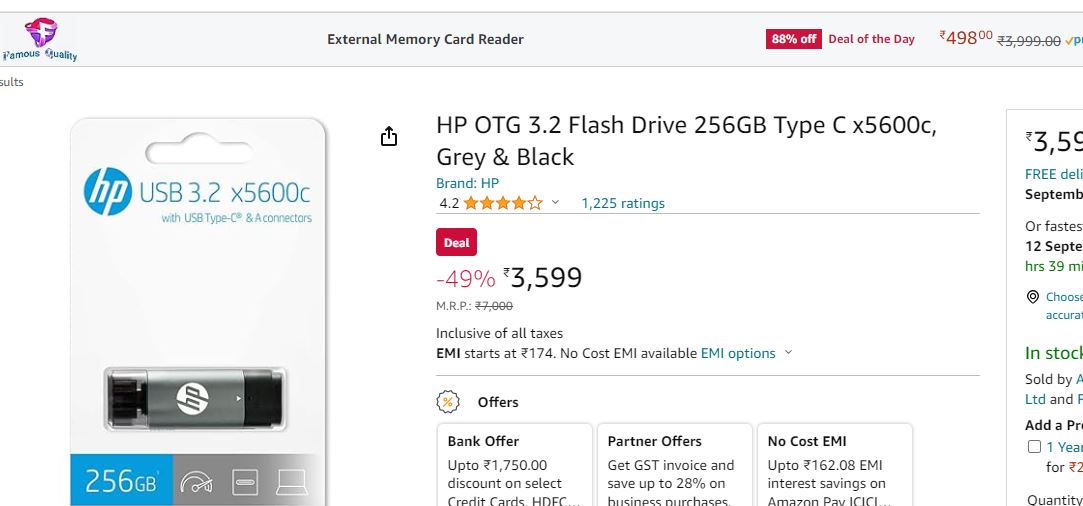 Famous Quality
External Memory Card Reader
88% off Deal of the Day ₹498⁰⁰ ₹3,999.00
sults
HP OTG 3.2 Flash Drive 256GB Type C x5600c,
Grey & Black
Brand: HP
4.2 1,225 ratings
Deal
-49% ₹3,599
M.R.P.: ₹7,000
Inclusive of all taxes
EMI starts at ₹174. No Cost EMI available EMI options
Offers
Bank Offer
Upto ₹1,750.00
discount on select
Credit Cards, HDFC...
Partner Offers
Get GST invoice and
save up to 28% on
business purchases.
No Cost EMI
Upto ₹162.08 EMI
interest savings on
Amazon Pay ICICI...
hp USB 3.2 x5600c
with USB Type-C® & A connectors
hp
256GB
₹3,59
FREE deli
Septemb
Or fastes
12 Septe
hrs 39 mi
Choose
accurat
In stock
Sold by A
Ltd and F
Add a Pr
1 Year
for ₹2
Quantity